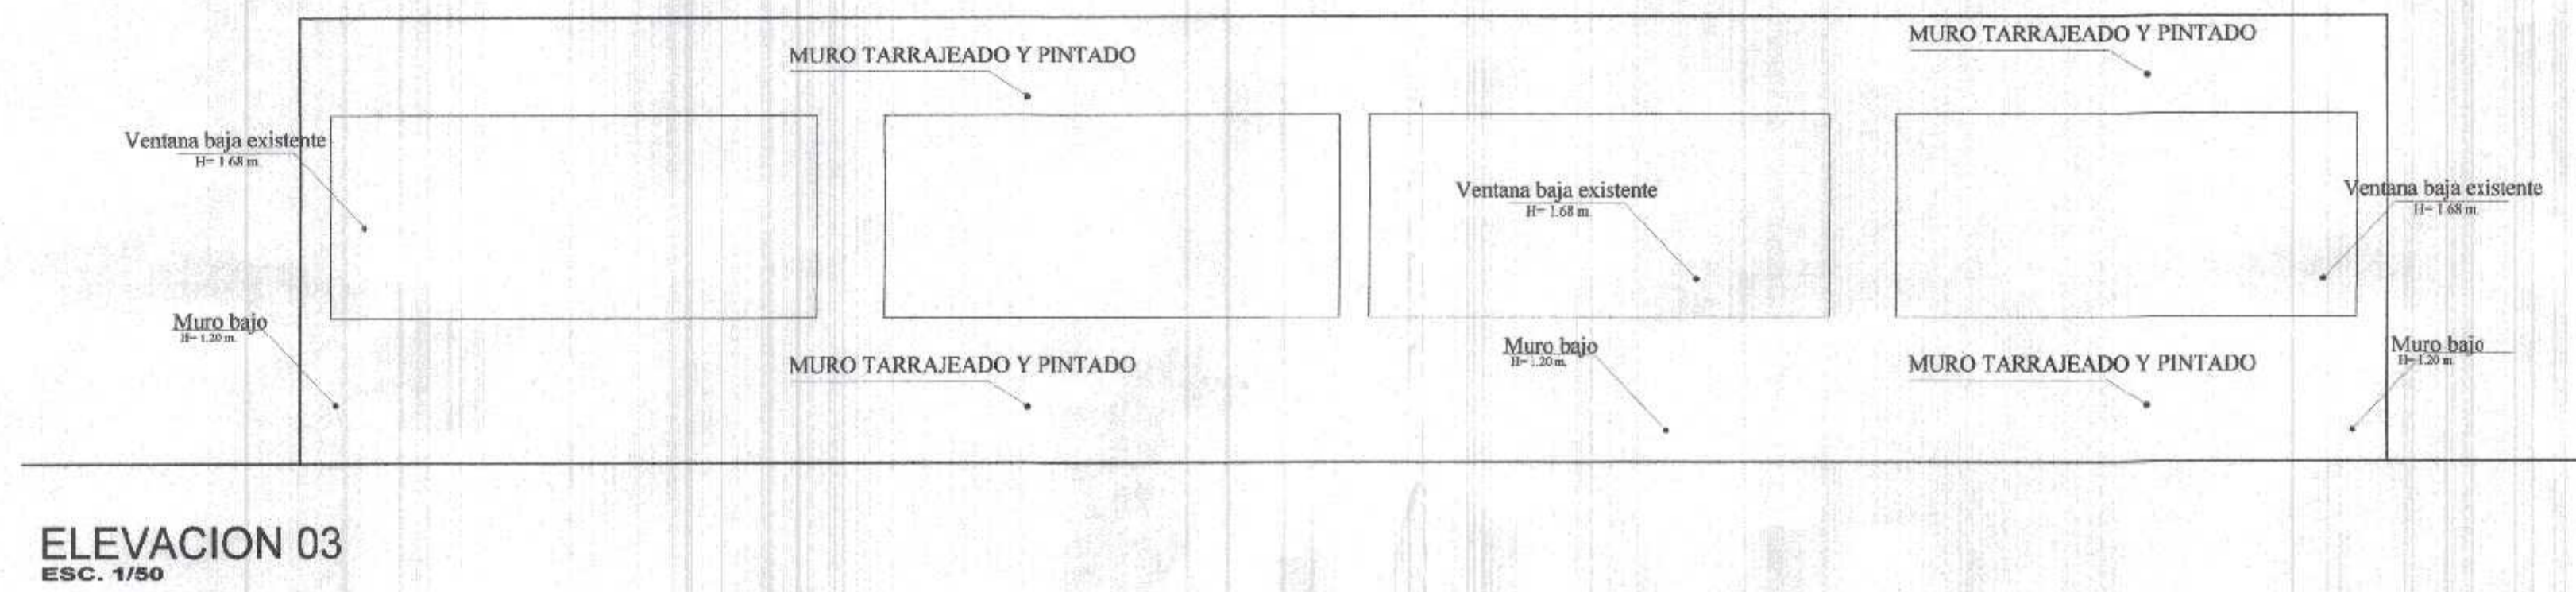 MURO TARRAJEADO Y PINTADO
MURO TARRAJEADO Y PINTADO
Ventana baja existente
H= 1.68 m.
Ventana baja existente
H= 1.68 m.
Ventana baja existente
H= 1.68 m.
Muro bajo
H= 1.20 m.
Muro bajo
H= 1.20 m.
Muro bajo
H= 1.20 m.
MURO TARRAJEADO Y PINTADO
MURO TARRAJEADO Y PINTADO
ELEVACION 03
ESC. 1/50